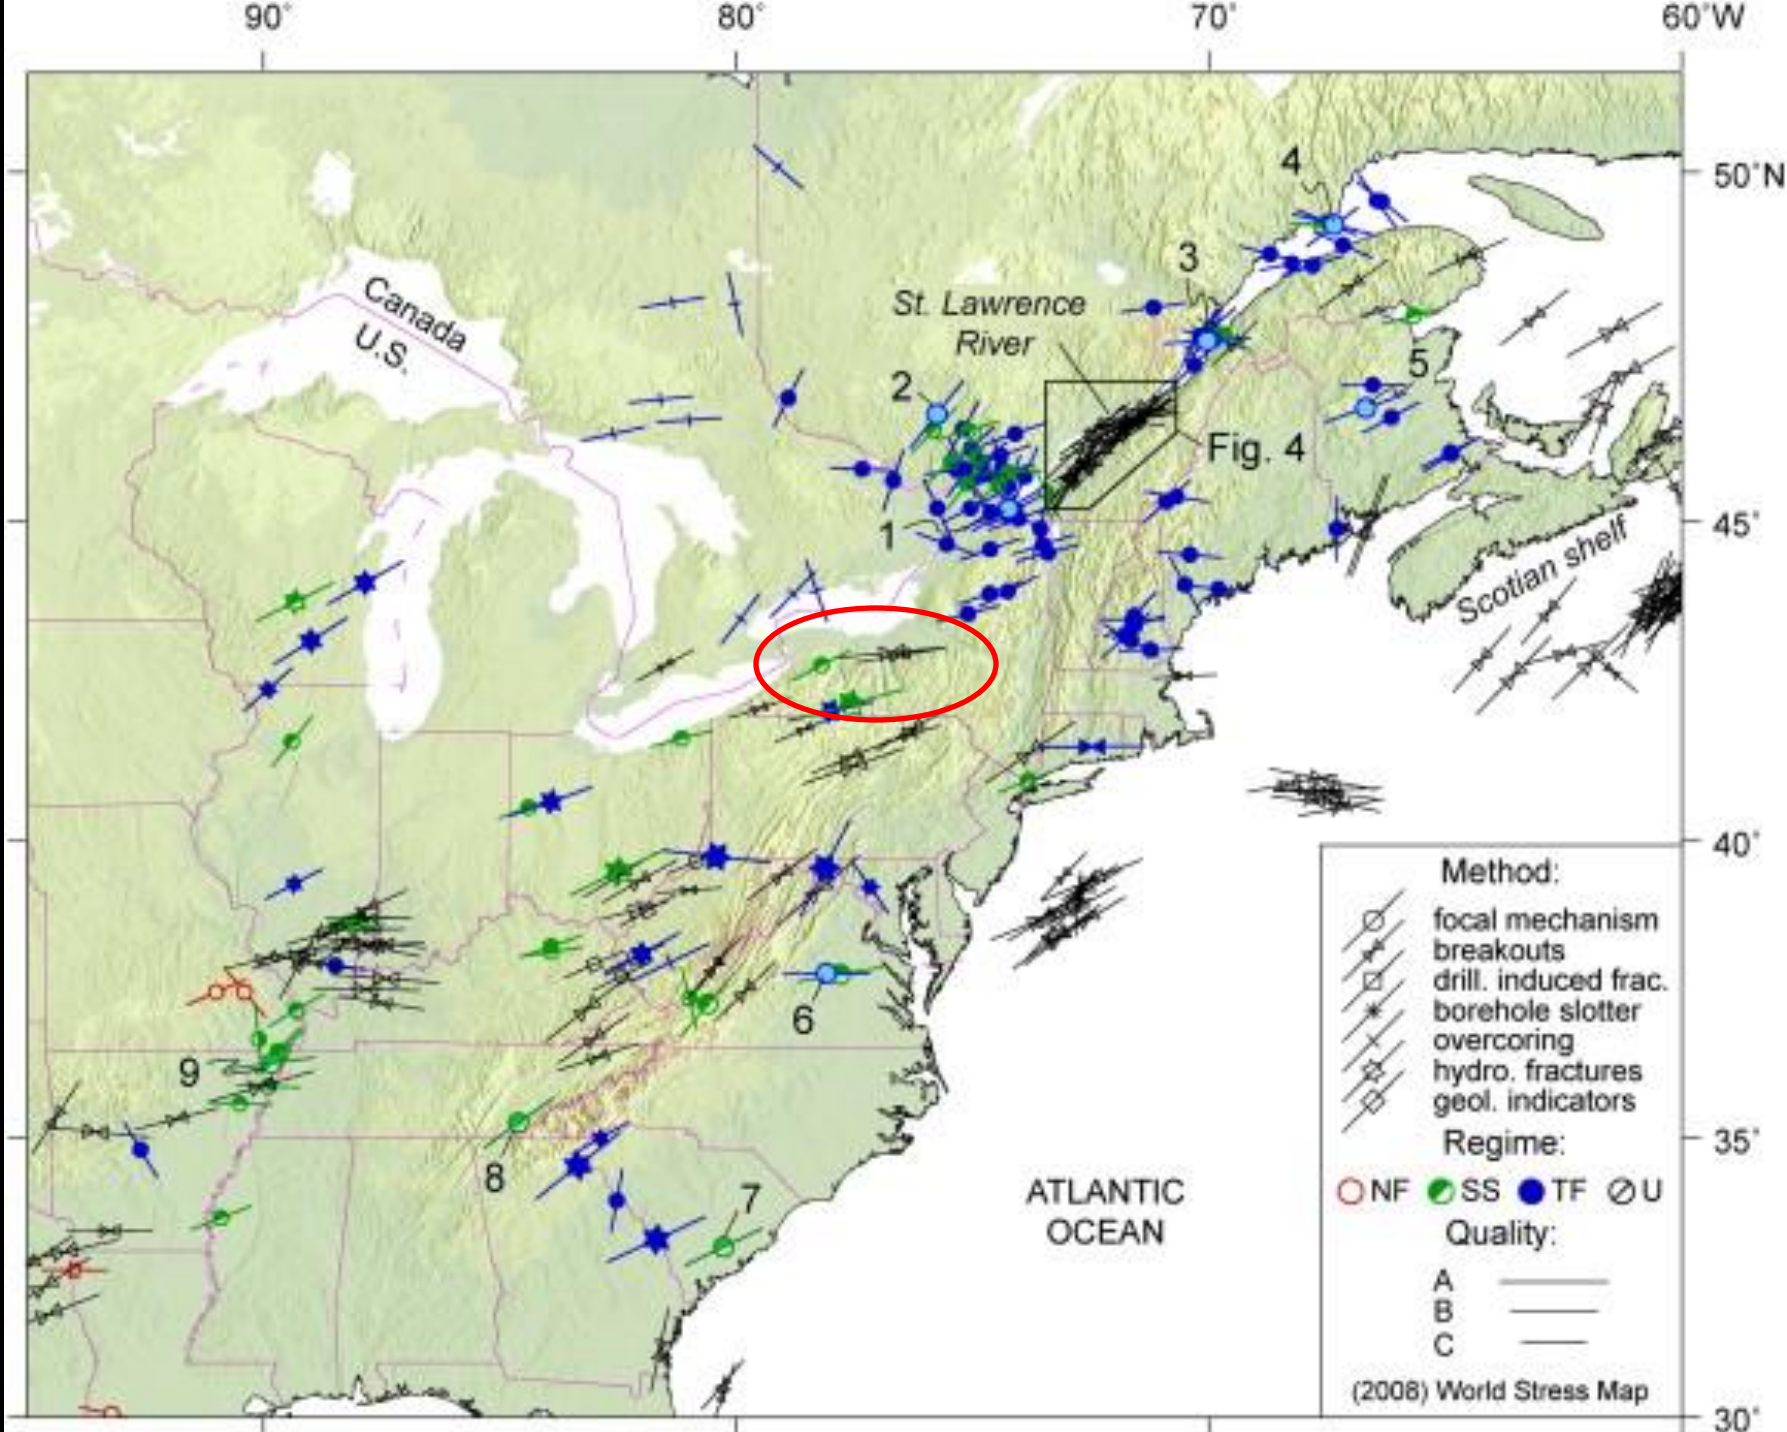 90° 80° 70° 60°W
4
50°N
3
Canada
U.S.
St. Lawrence
River
5
2
Fig. 4
1
45°
Scotian shelf
40°
Method:
focal mechanism
breakouts
drill. induced frac.
borehole slotter
overcoring
hydro. fractures
geol. indicators
6
9
35°
Regime:
NF SS TF U
8
7
ATLANTIC
OCEAN
Quality:
A
B
C
(2008) World Stress Map
30°